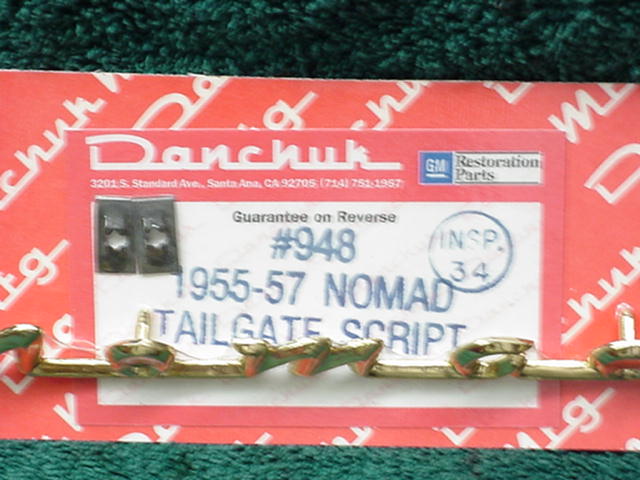 Danchuk
3201 S. Standard Ave., Santa Ana, CA 92705 (714) 751-1957
GM Restoration Parts
Guarantee on Reverse
#948
INSP. 34
1955-57 NOMAD
TAILGATE SCRIPT